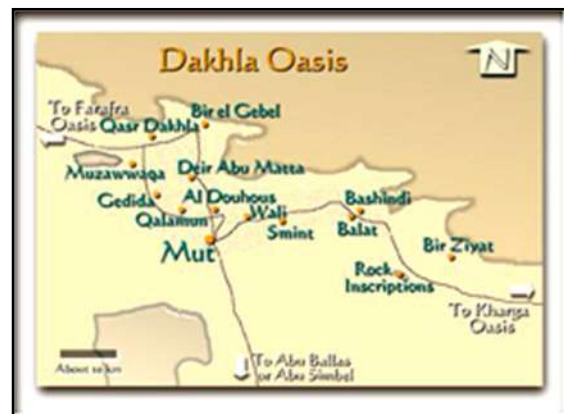 Dakhla Oasis
N
To Farafra
Oasis
Bir el Gebel
Qasr Dakhla
Muzawwaqa
Deir Abu Matta
Gedida
Al Douhous
Qalamun
Wali
Smint
Bashindi
Balat
Mut
Bir Ziyat
Rock
Inscriptions
To Kharga
Oasis
To Abu Ballas
or Abu Simbel
About 10 km